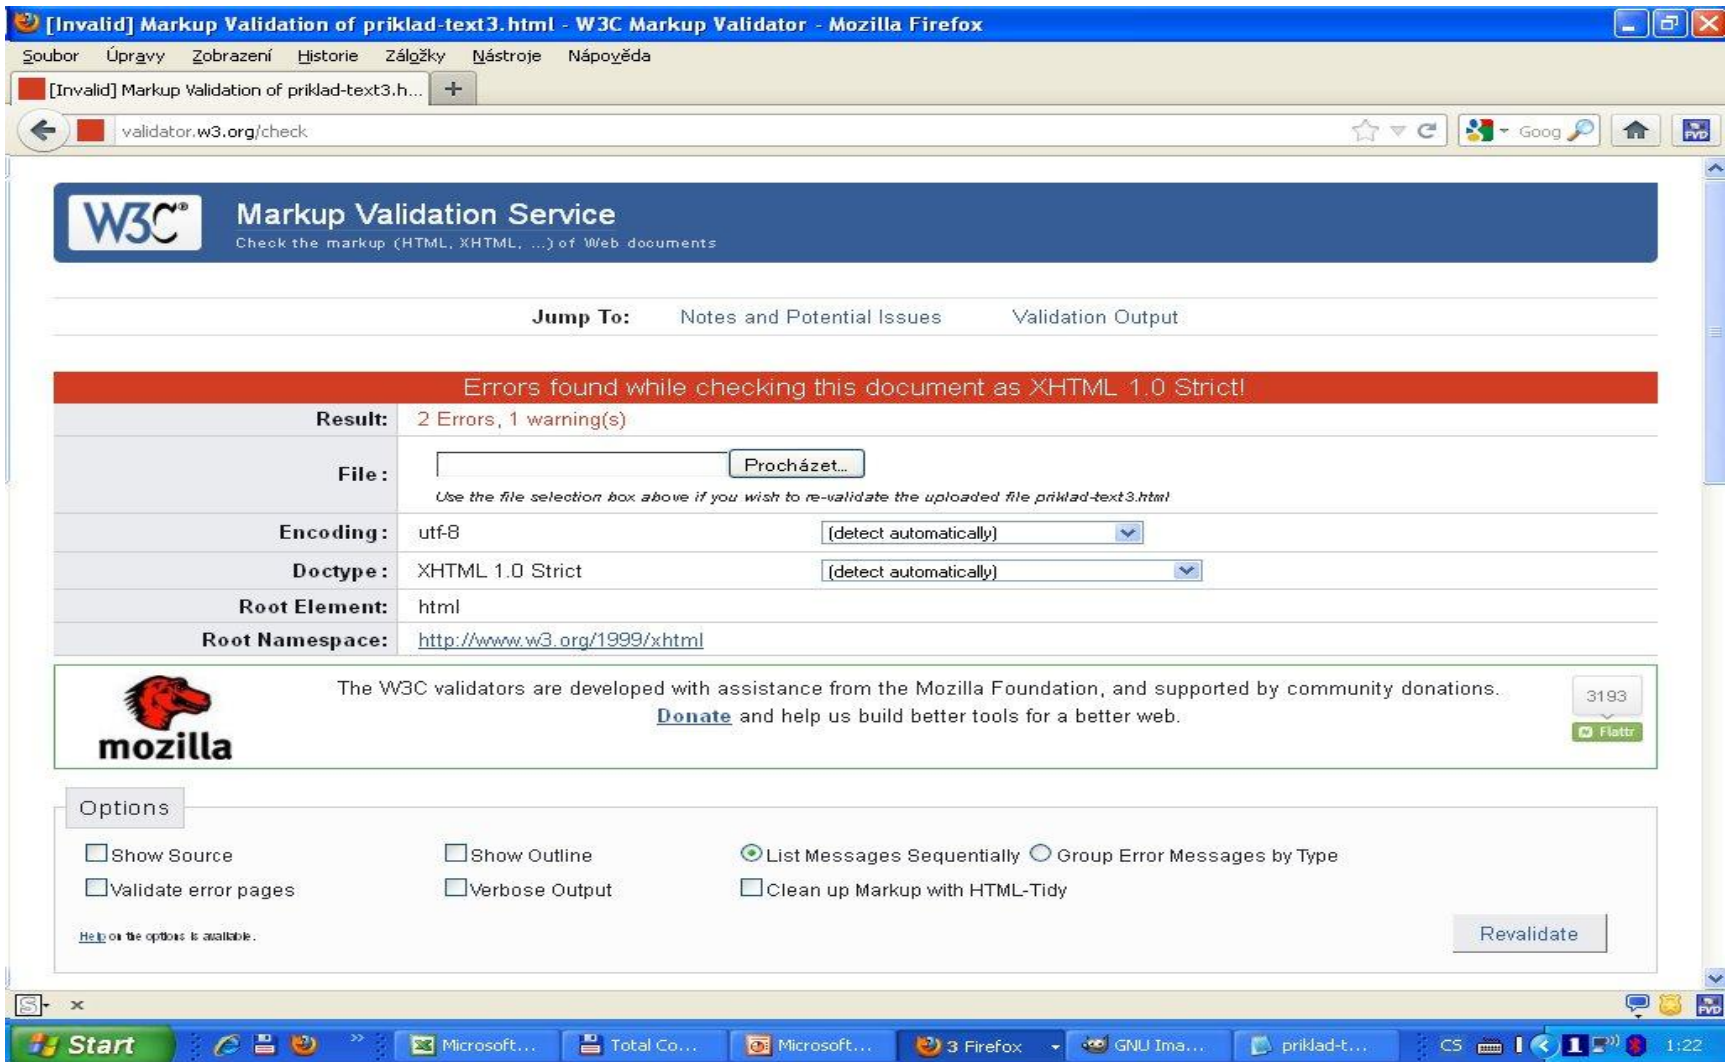 [Invalid] Markup Validation of priklad-text3.html - W3C Markup Validator - Mozilla Firefox
Soubor Úpravy Zobrazení Historie Záložky Nástroje Nápověda
[Invalid] Markup Validation of priklad-text3.h... +
validator.w3.org/check
Goog
PVD
W3C® Markup Validation Service
Check the markup (HTML, XHTML, ...) of Web documents
Jump To: Notes and Potential Issues Validation Output
Errors found while checking this document as XHTML 1.0 Strict!
Result: 2 Errors, 1 warning(s)
File: Procházet...
Use the file selection box above if you wish to re-validate the uploaded file priklad-text3.html
Encoding: utf-8 (detect automatically)
Doctype: XHTML 1.0 Strict (detect automatically)
Root Element: html
Root Namespace: http://www.w3.org/1999/xhtml
The W3C validators are developed with assistance from the Mozilla Foundation, and supported by community donations.
Donate and help us build better tools for a better web.
mozilla
3193
Flattr
Options
Show Source Show Outline List Messages Sequentially Group Error Messages by Type
Validate error pages Verbose Output Clean up Markup with HTML-Tidy
Help on the options is available.
Revalidate
S x
PVD
Start Microsoft... Total Co... Microsoft... 3 Firefox GNU Ima... priklad-t... CS 1 1:22